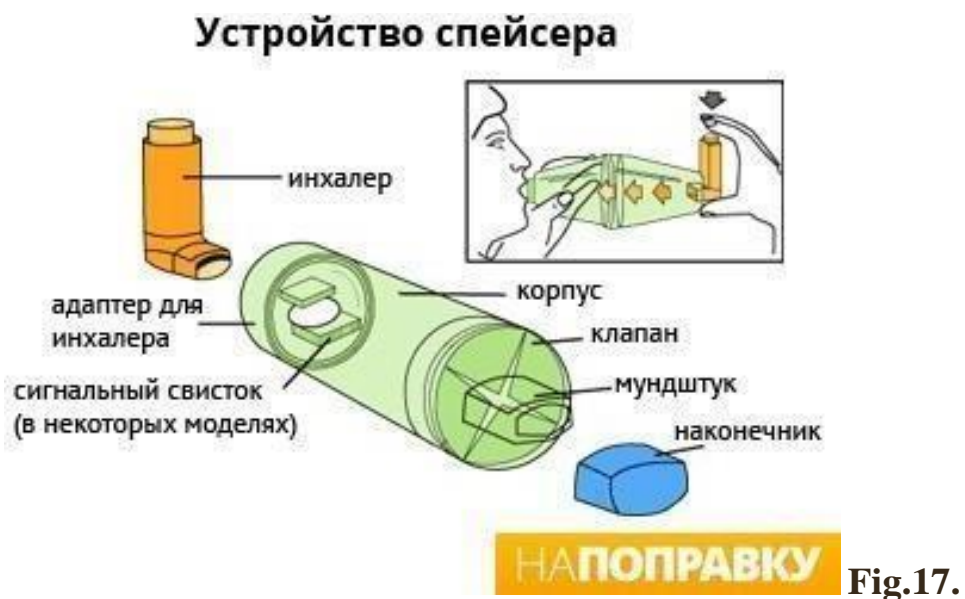 Устройство спейсера
инхалер
адаптер для
инхалера
корпус
клапан
сигнальный свисток
(в некоторых моделях)
мундштук
наконечник
НАПОПРАВКУ
Fig.17.